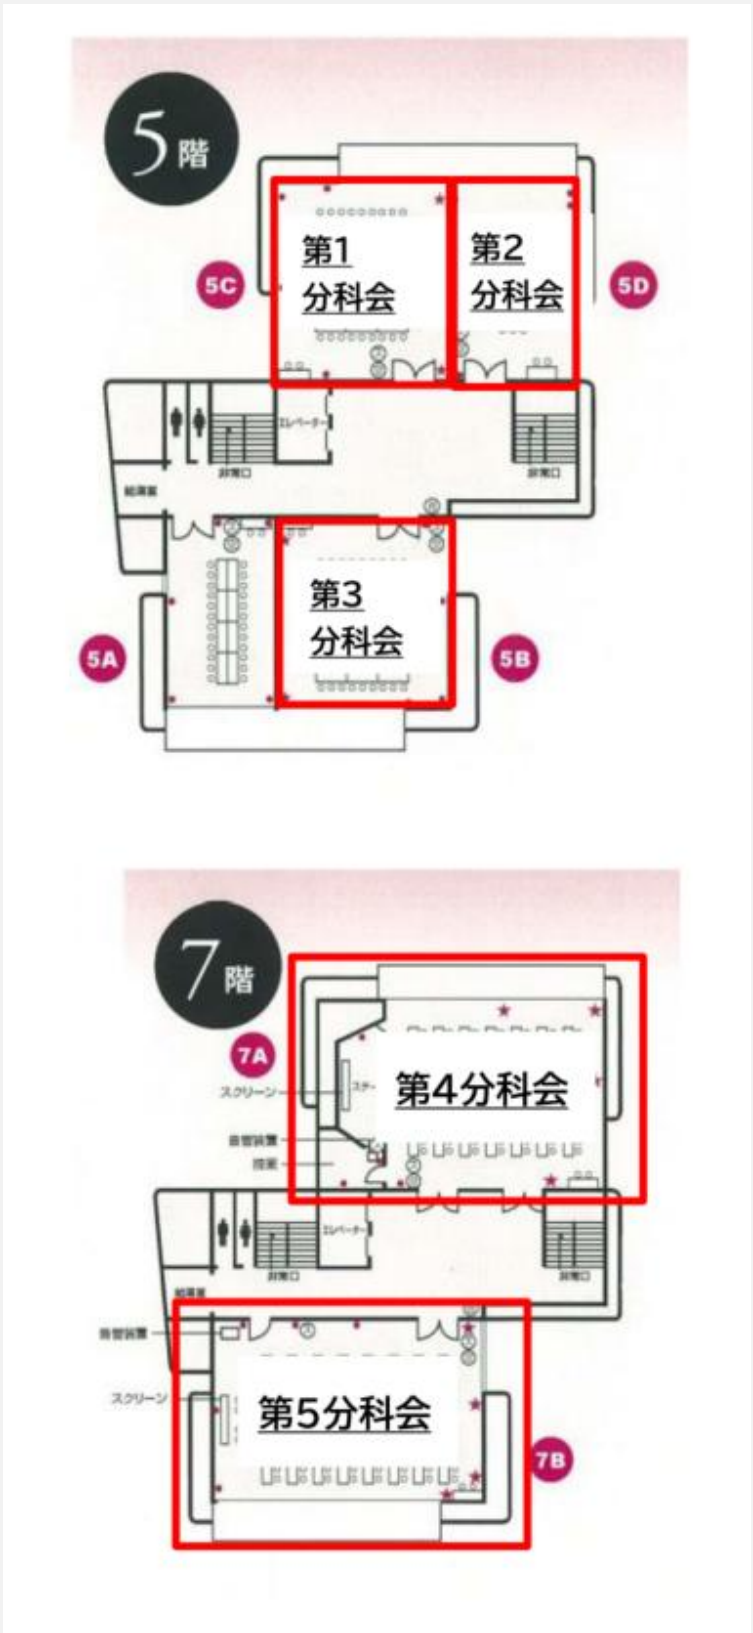 5階
第1
分科会
第2
分科会
5C
5D
エレベーター
非常口
非常口
給湯室
第3
分科会
5A
5B
7階
7A
スクリーン
ステー
第4分科会
音響装置
控室
エレベーター
非常口
非常口
給湯室
音響装置
スクリーン
第5分科会
7B